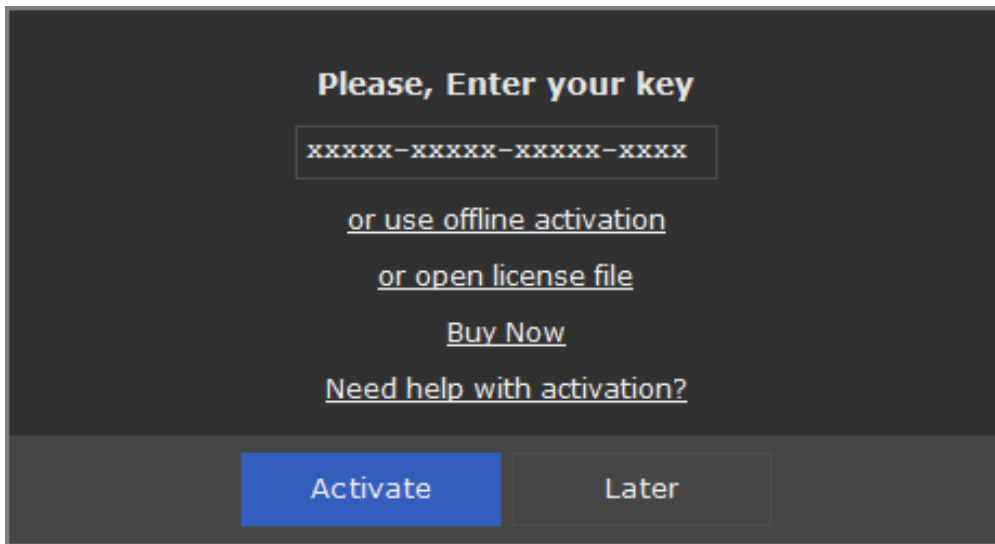 Please, Enter your key
xxxxx-xxxxx-xxxxx-xxxx
or use offline activation
or open license file
Buy Now
Need help with activation?
Activate
Later